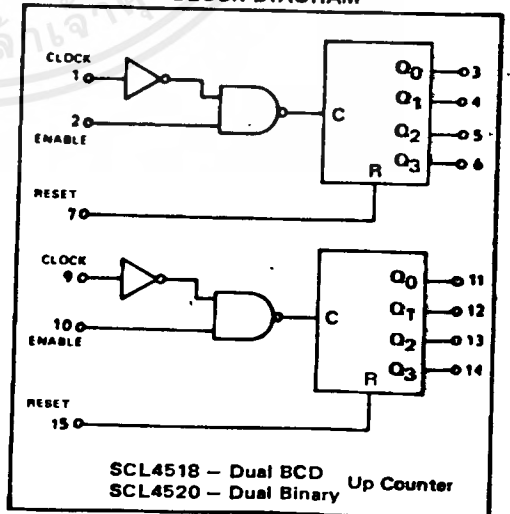 BLOCK DIAGRAM
CLOCK
1
2
ENABLE
RESET
7
C
R
Q0
Q1
Q2
Q3
3
4
5
6
CLOCK
9
10
ENABLE
RESET
15
C
R
Q0
Q1
Q2
Q3
11
12
13
14
SCL4518 – Dual BCD
SCL4520 – Dual Binary
Up Counter